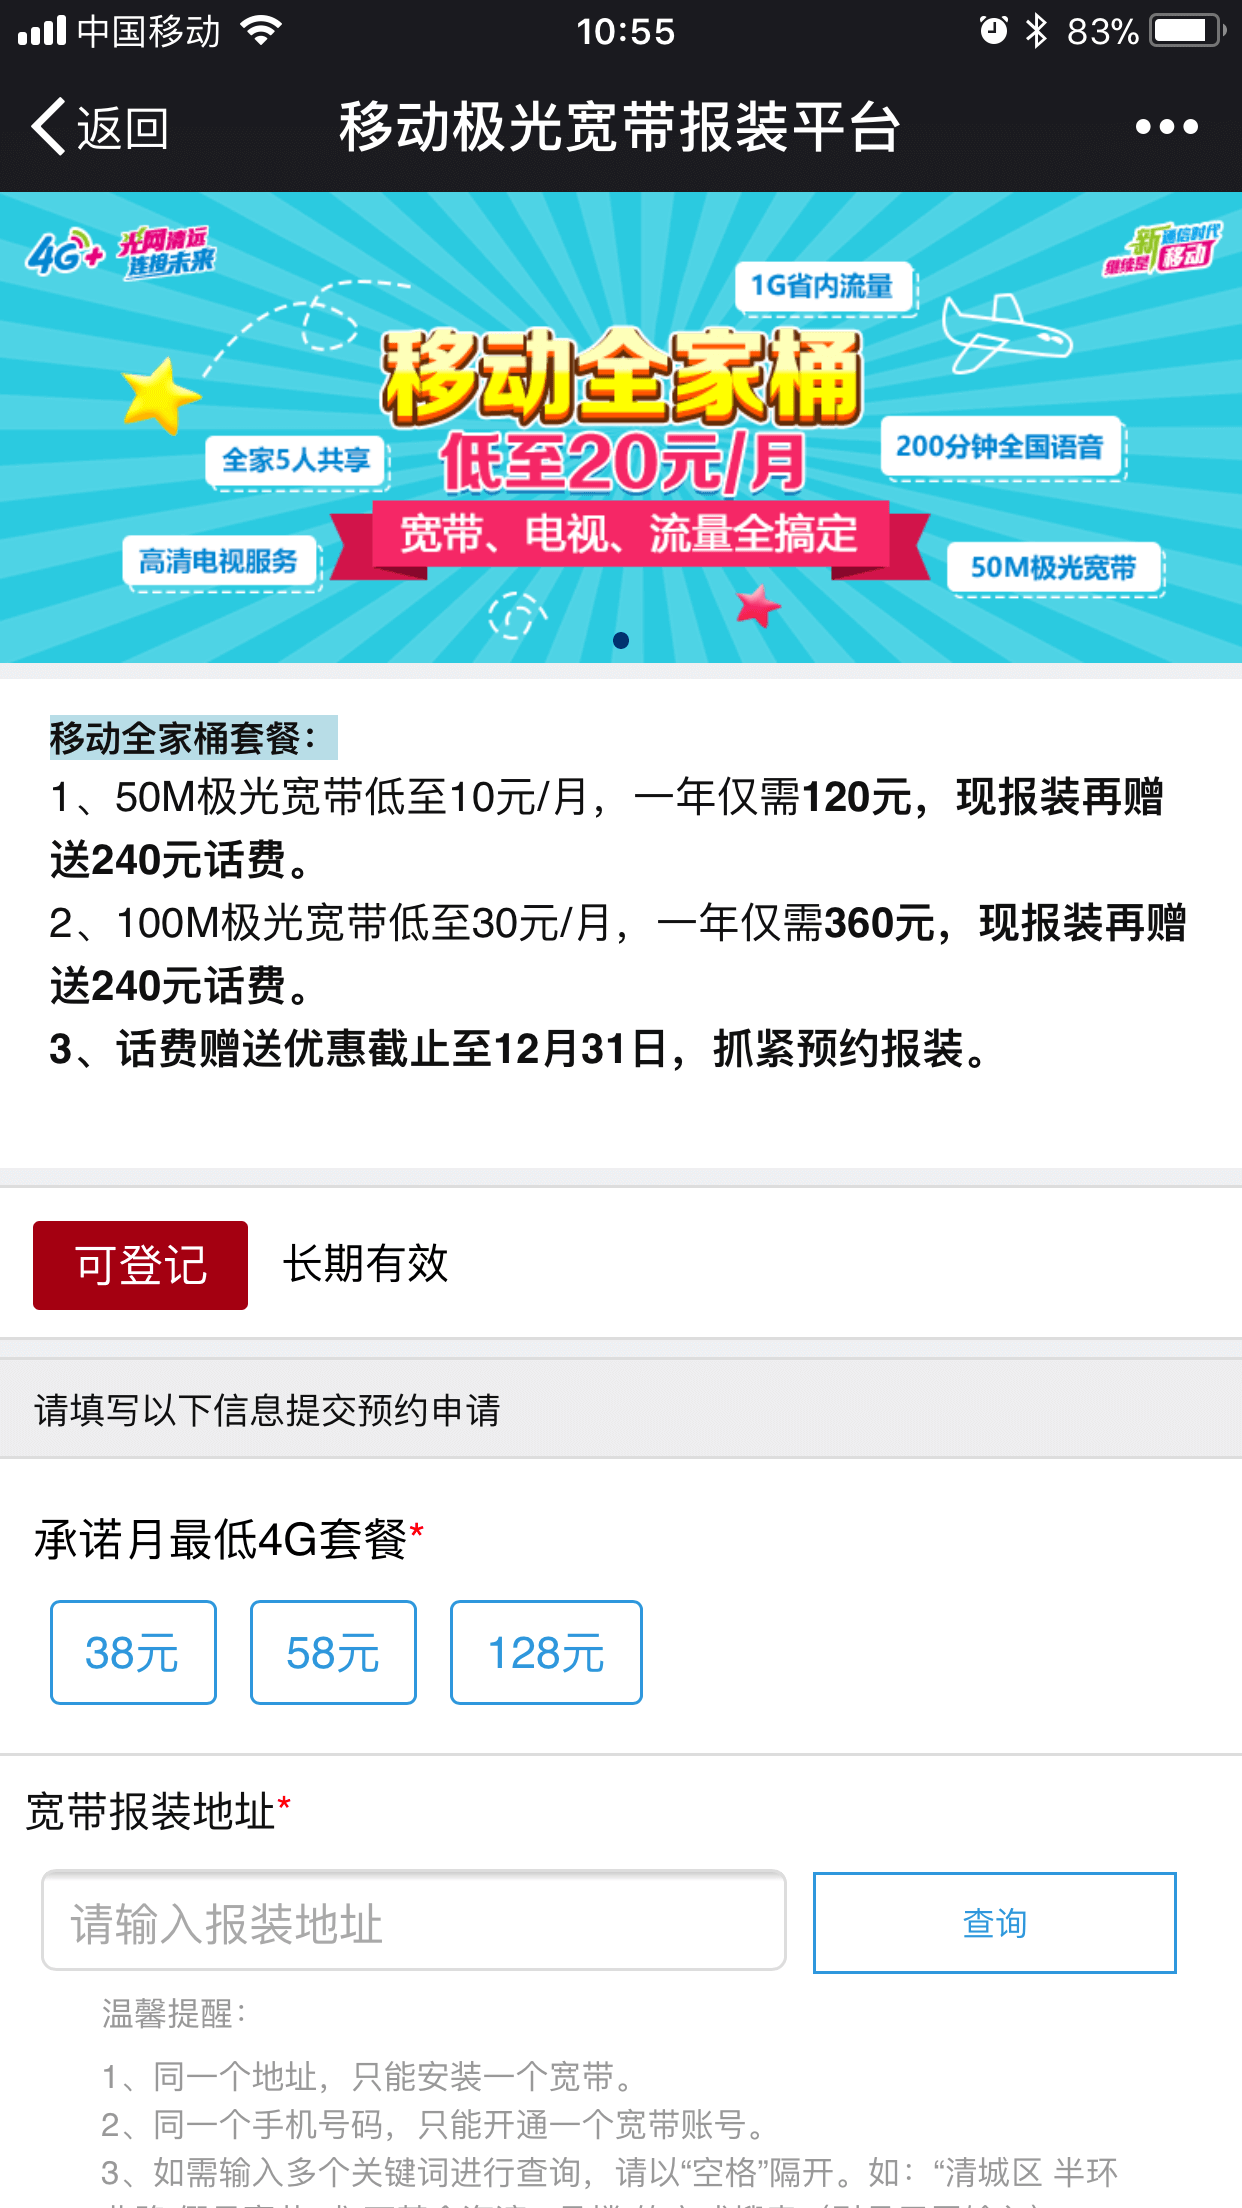 中国移动
10:55
83%
返回
移动极光宽带报装平台
4G+
光网清远
连接未来
新通信时代
继续是移动
1G省内流量
移动全家桶
低至20元/月
200分钟全国语音
全家5人共享
宽带、电视、流量全搞定
高清电视服务
50M极光宽带
移动全家桶套餐：
1、50M极光宽带低至10元/月，一年仅需120元，现报装再赠
送240元话费。
2、100M极光宽带低至30元/月，一年仅需360元，现报装再赠
送240元话费。
3、话费赠送优惠截止至12月31日，抓紧预约报装。
可登记
长期有效
请填写以下信息提交预约申请
承诺月最低4G套餐*
38元
58元
128元
宽带报装地址*
请输入报装地址
查询
温馨提醒：
1、同一个地址，只能安装一个宽带。
2、同一个手机号码，只能开通一个宽带账号。
3、如需输入多个关键词进行查询，请以“空格”隔开。如：“清城区 半环